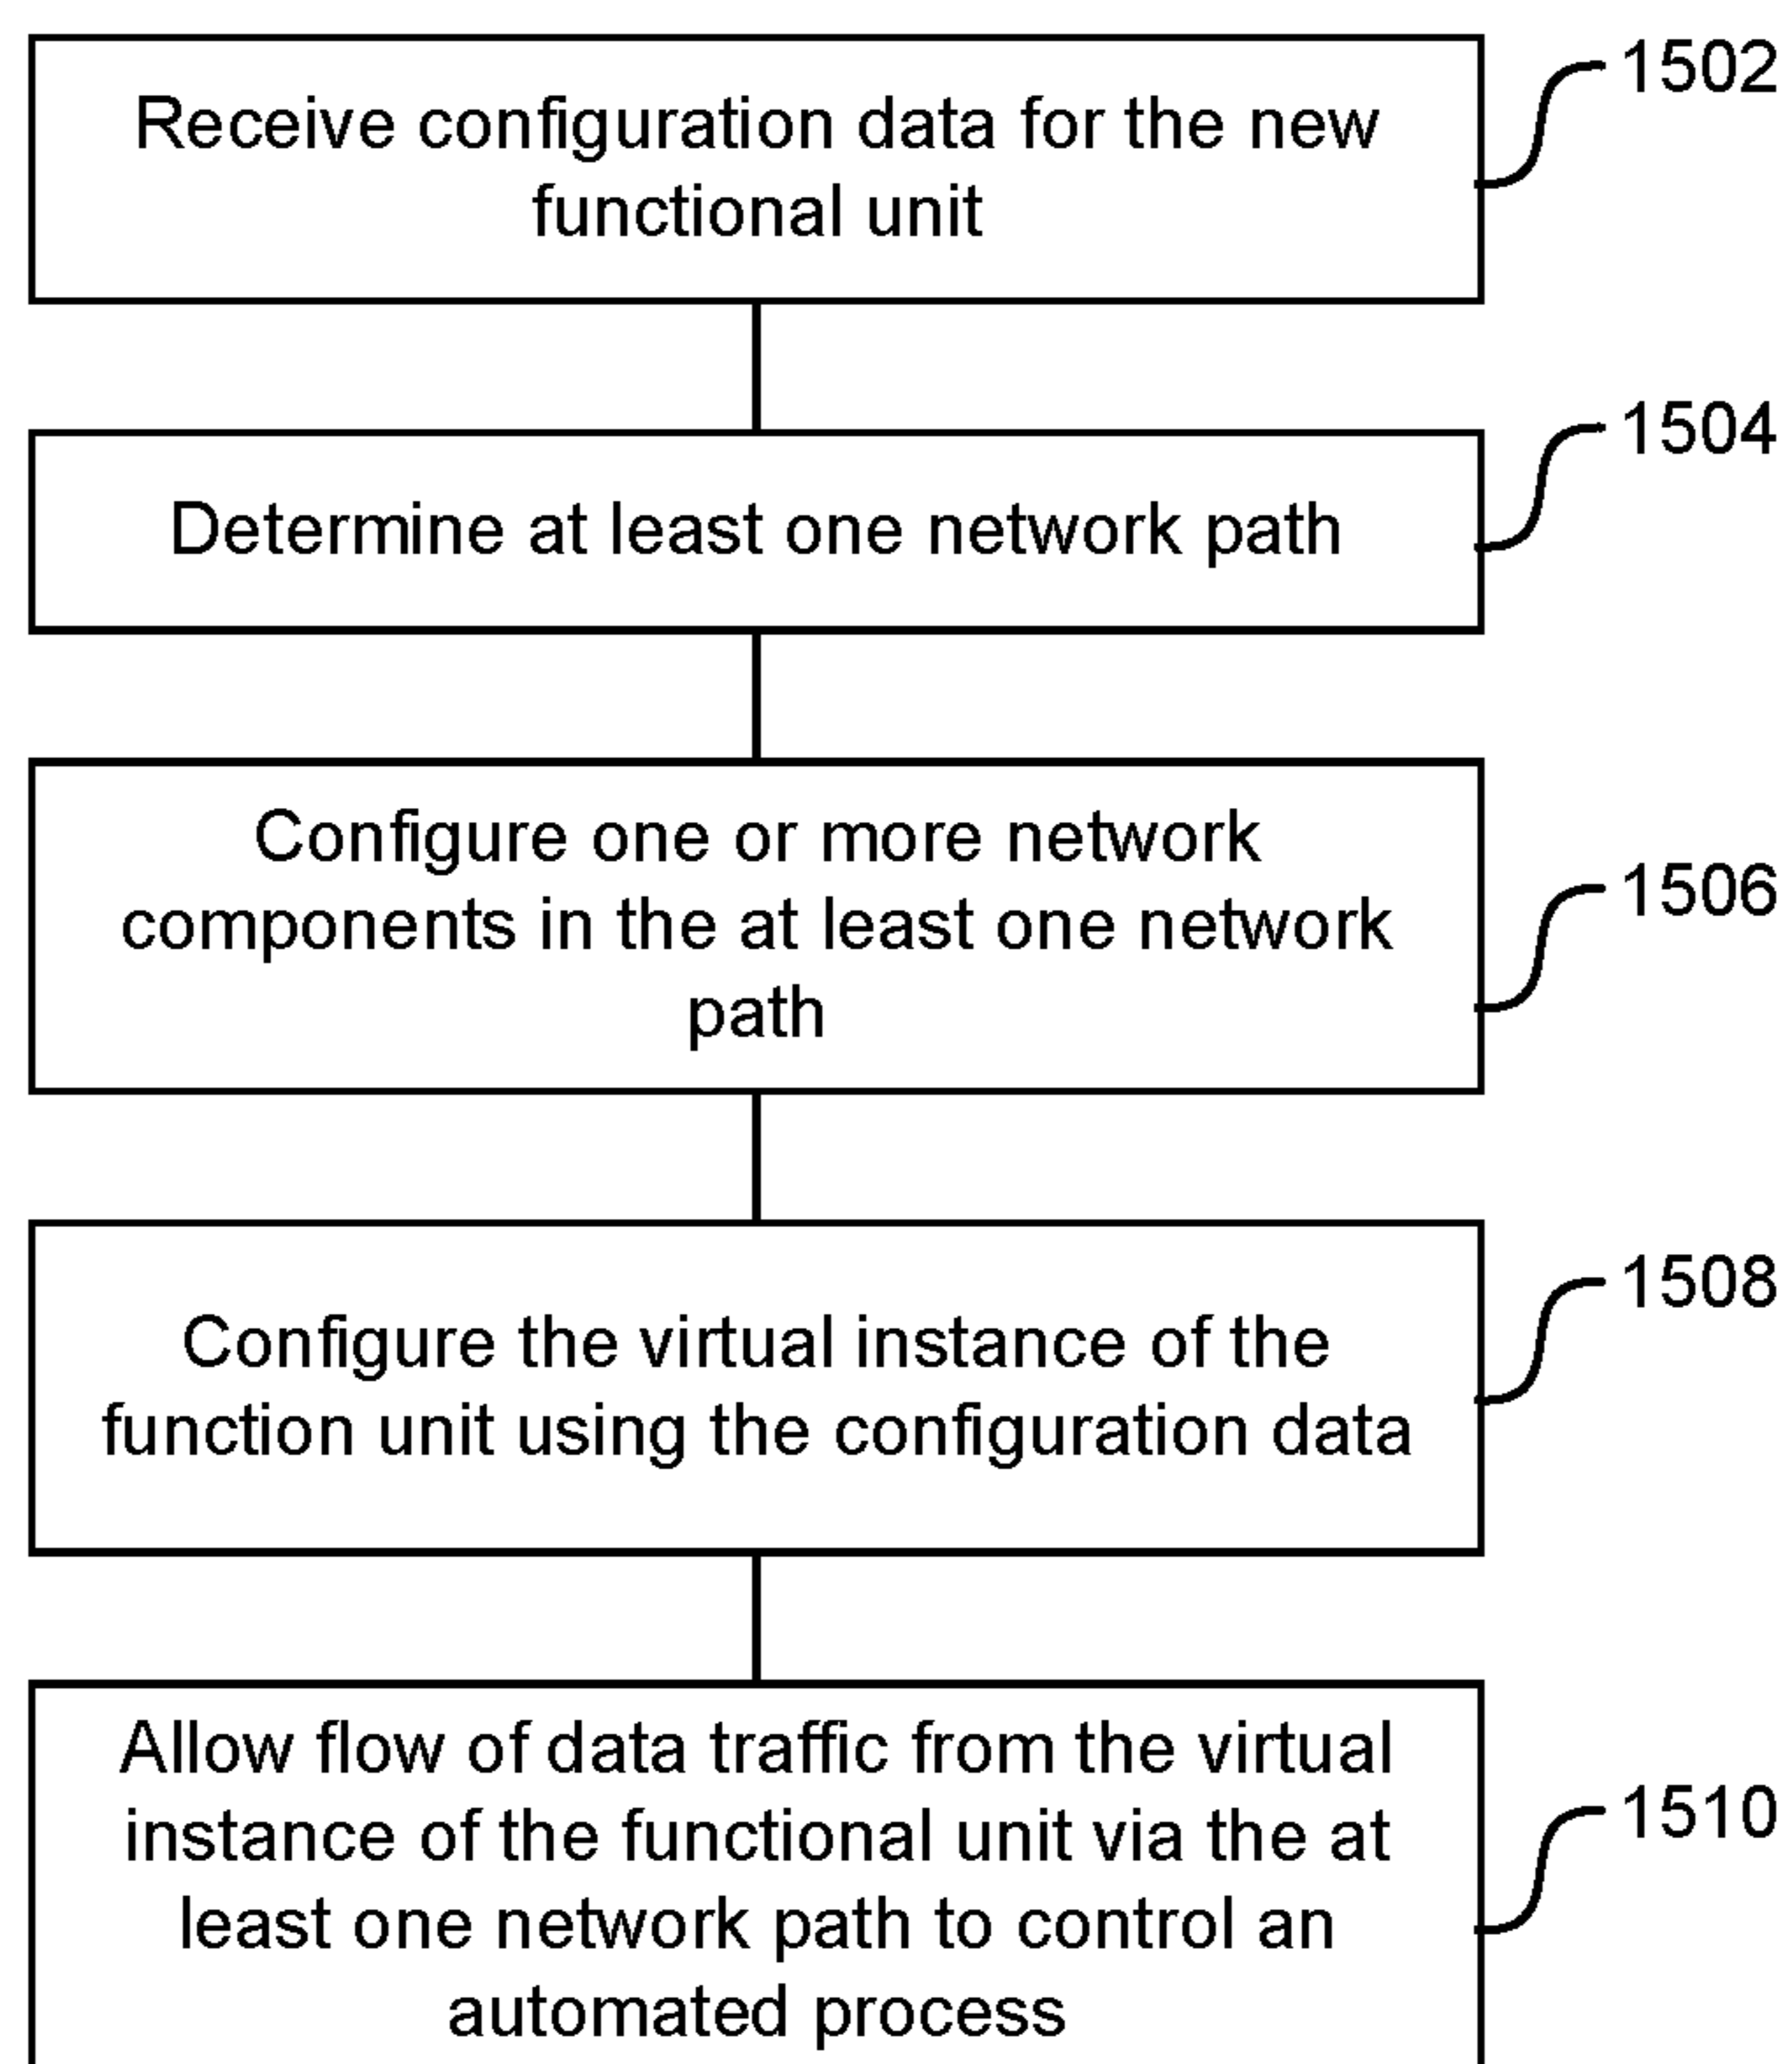 Receive configuration data for the new
functional unit
1502
Determine at least one network path
1504
Configure one or more network
components in the at least one network
path
1506
Configure the virtual instance of the
function unit using the configuration data
1508
Allow flow of data traffic from the virtual
instance of the functional unit via the at
least one network path to control an
automated process
1510